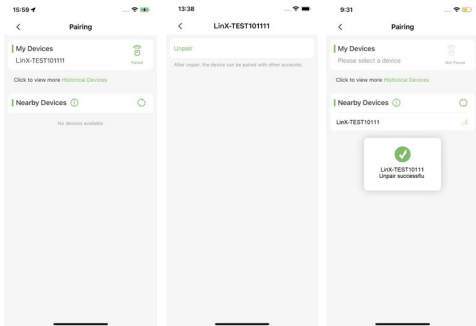 15:59
Pairing
My Devices
LinX-TEST101111
Paired
Click to view more Historical Devices
Nearby Devices
No devices available
13:38
LinX-TEST101111
Unpair
After unpair, the device can be paired with other accounts.
9:31
Pairing
My Devices
Please select a device
Not Paired
Click to view more Historical Devices
Nearby Devices
LinX-TEST10111
LinX-TEST10111
Unpair successfu